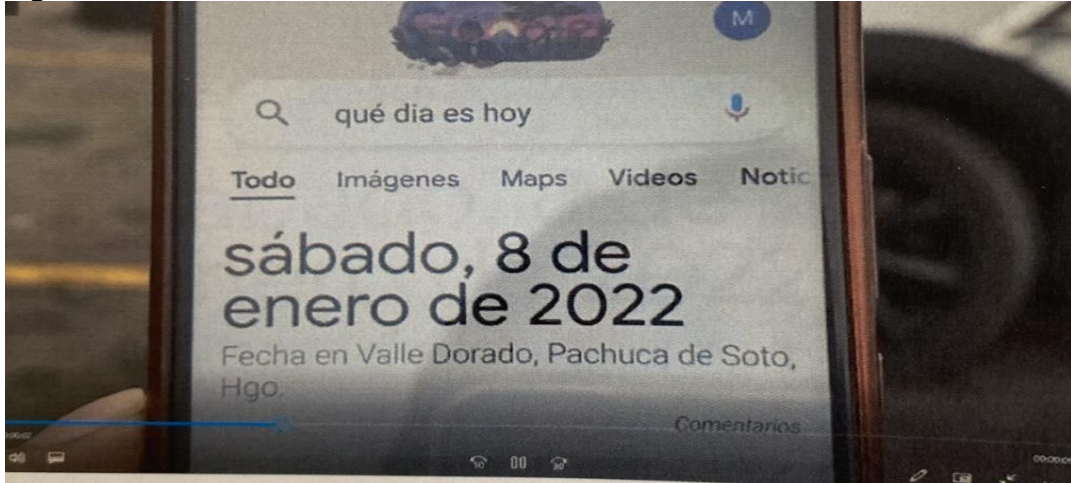 M
qué dia es hoy
Todo Imágenes Maps Videos Notic
sábado, 8 de
enero de 2022
Fecha en Valle Dorado, Pachuca de Soto,
Hgo.
Comentarios